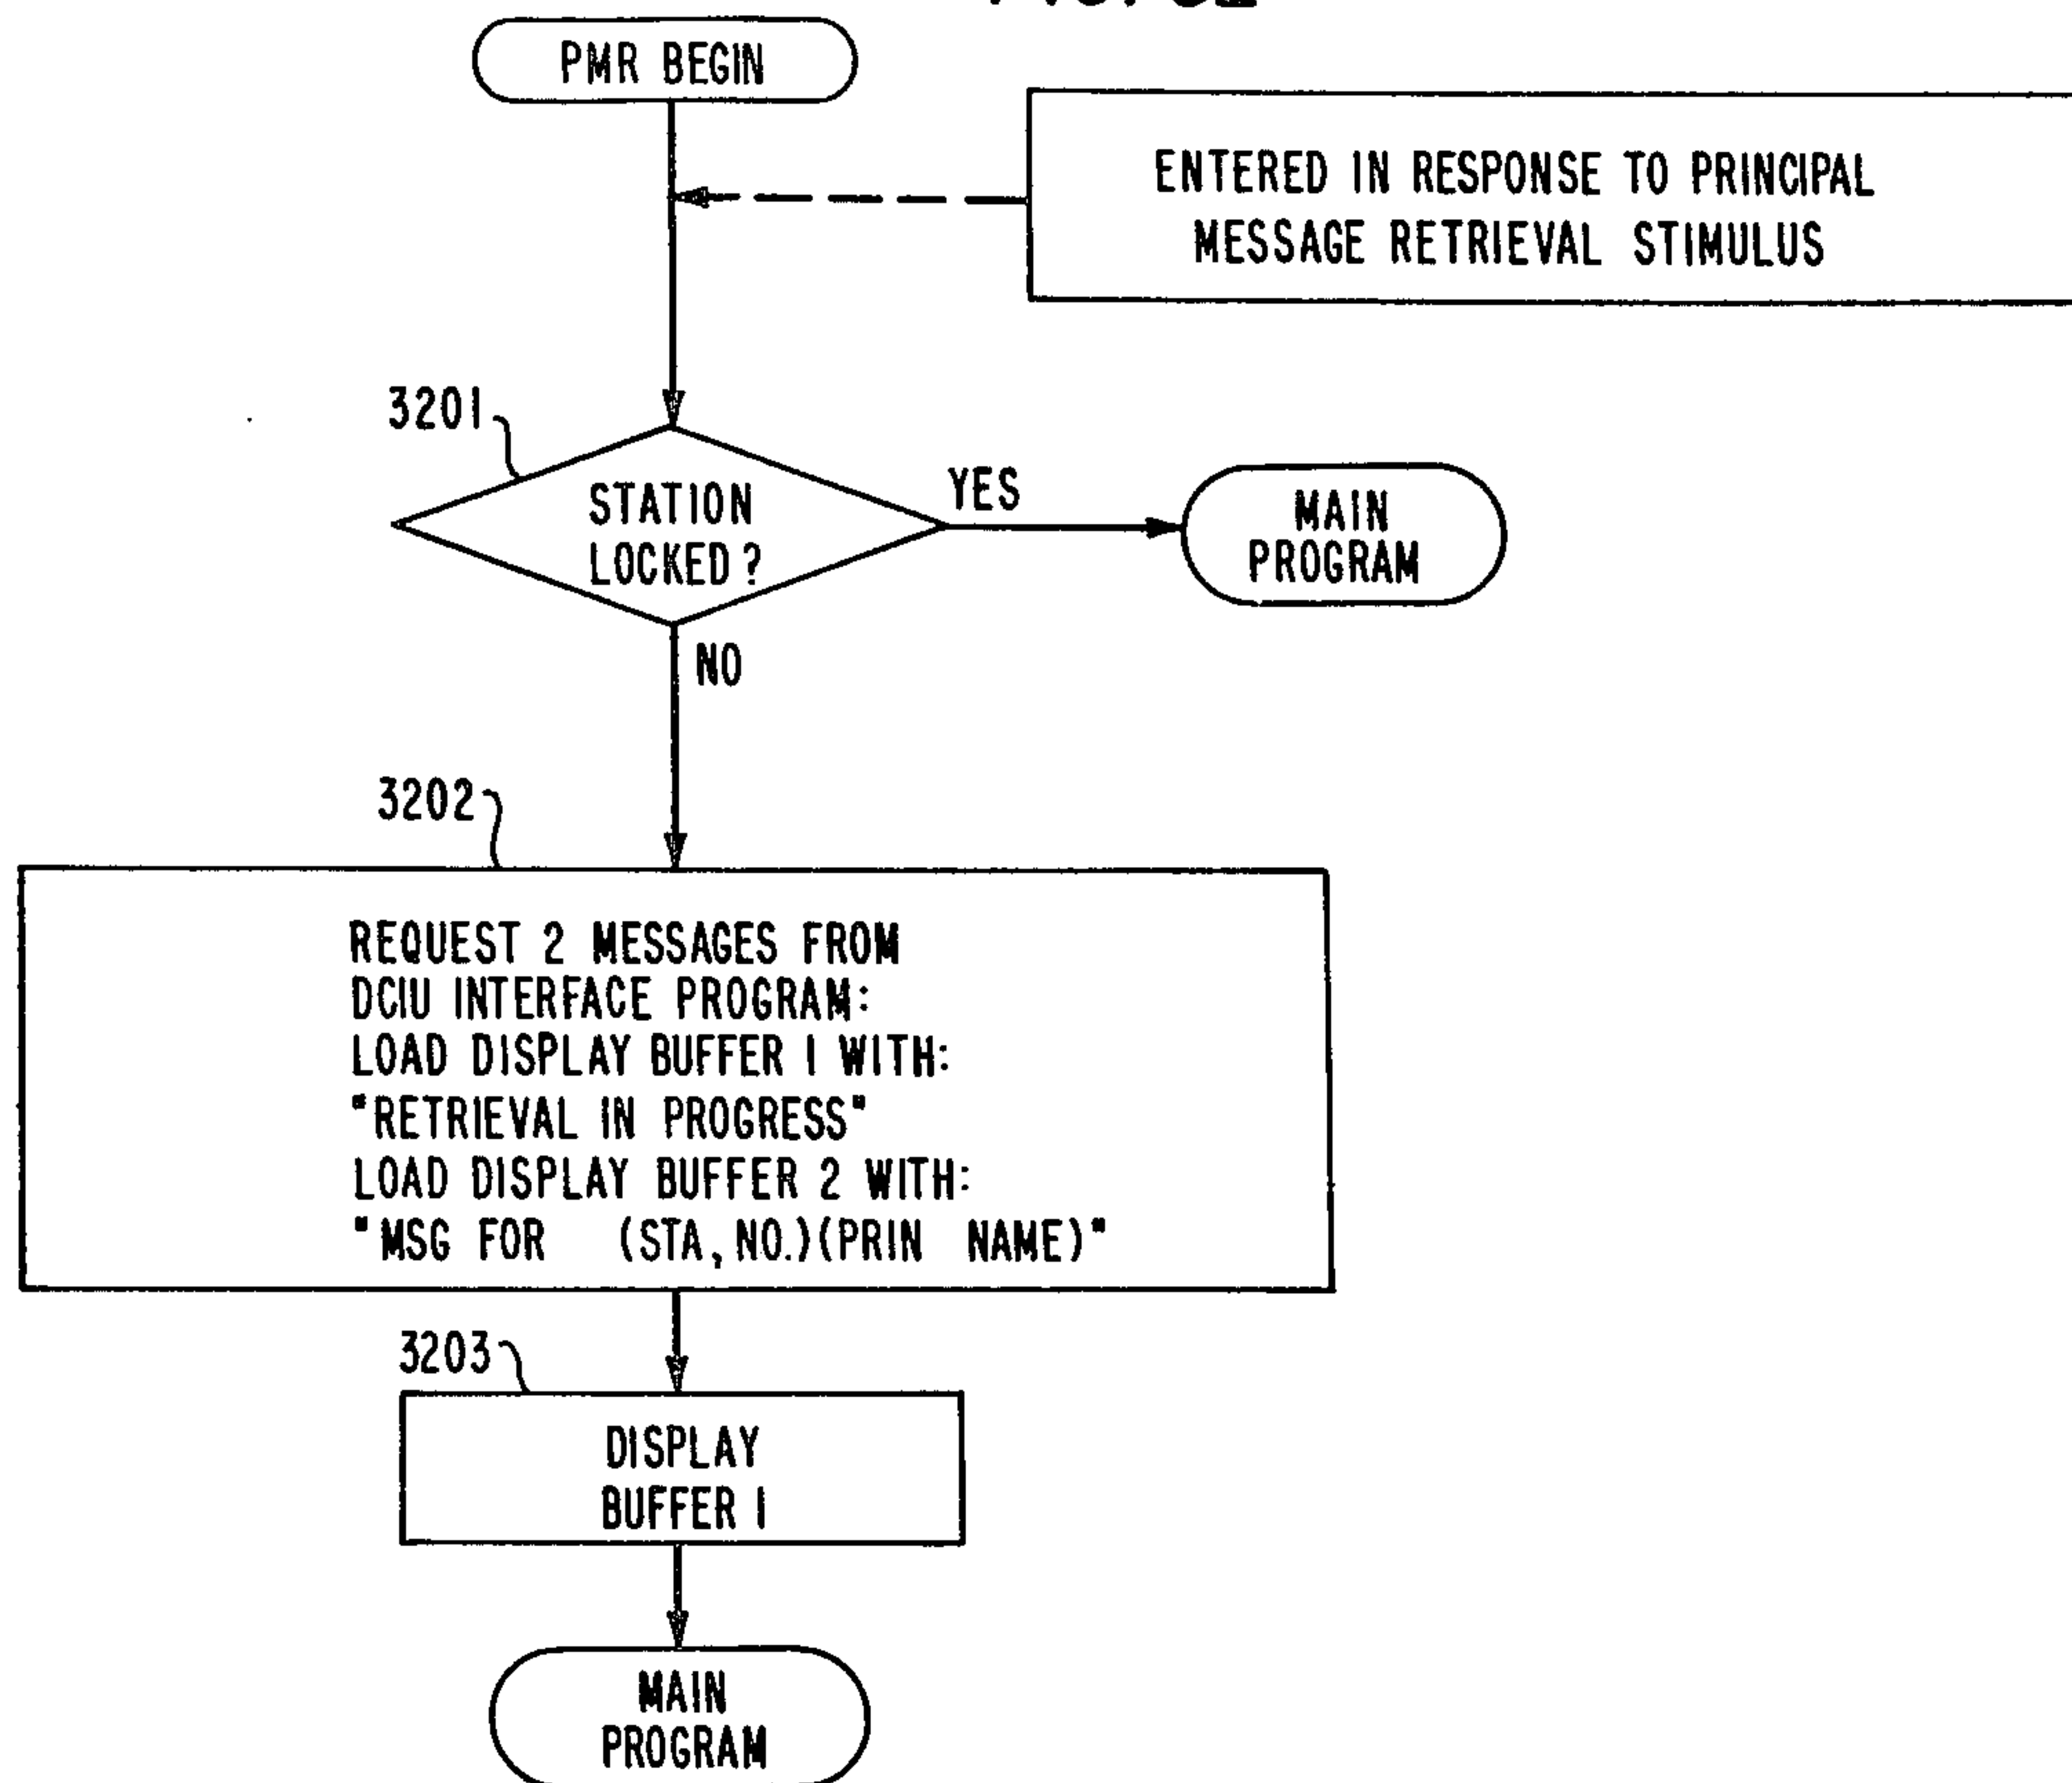 PMR BEGIN
ENTERED IN RESPONSE TO PRINCIPAL
MESSAGE RETRIEVAL STIMULUS
3201
STATION
LOCKED?
YES
MAIN
PROGRAM
NO
3202
REQUEST 2 MESSAGES FROM
DCIU INTERFACE PROGRAM:
LOAD DISPLAY BUFFER 1 WITH:
"RETRIEVAL IN PROGRESS"
LOAD DISPLAY BUFFER 2 WITH:
"MSG FOR (STA, NO.)(PRIN NAME)"
3203
DISPLAY
BUFFER 1
MAIN
PROGRAM